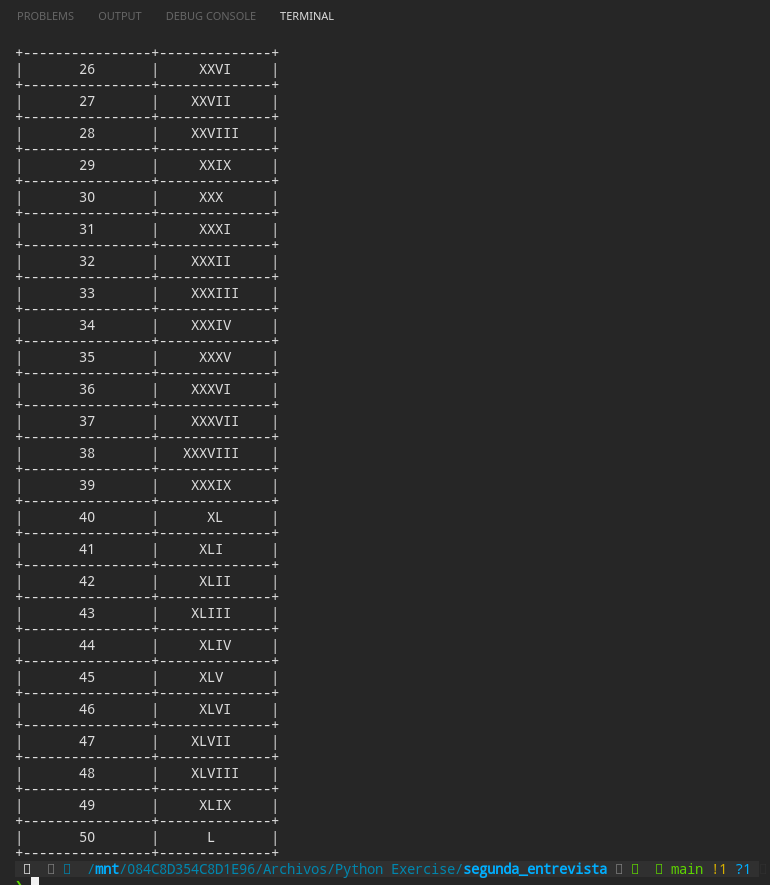 PROBLEMS OUTPUT DEBUG CONSOLE TERMINAL
+----------------+--------------+
|       26       |     XXVI     |
+----------------+--------------+
|       27       |    XXVII     |
+----------------+--------------+
|       28       |    XXVIII    |
+----------------+--------------+
|       29       |     XXIX     |
+----------------+--------------+
|       30       |     XXX      |
+----------------+--------------+
|       31       |     XXXI     |
+----------------+--------------+
|       32       |    XXXII     |
+----------------+--------------+
|       33       |    XXXIII    |
+----------------+--------------+
|       34       |    XXXIV     |
+----------------+--------------+
|       35       |     XXXV     |
+----------------+--------------+
|       36       |    XXXVI     |
+----------------+--------------+
|       37       |    XXXVII    |
+----------------+--------------+
|       38       |   XXXVIII    |
+----------------+--------------+
|       39       |    XXXIX     |
+----------------+--------------+
|       40       |      XL      |
+----------------+--------------+
|       41       |     XLI      |
+----------------+--------------+
|       42       |     XLII     |
+----------------+--------------+
|       43       |    XLIII     |
+----------------+--------------+
|       44       |     XLIV     |
+----------------+--------------+
|       45       |     XLV      |
+----------------+--------------+
|       46       |     XLVI     |
+----------------+--------------+
|       47       |    XLVII     |
+----------------+--------------+
|       48       |    XLVIII    |
+----------------+--------------+
|       49       |     XLIX     |
+----------------+--------------+
|       50       |      L       |
+----------------+--------------+
/mnt/084C8D354C8D1E96/Archivos/Python Exercise/segunda_entrevista main !1 ?1